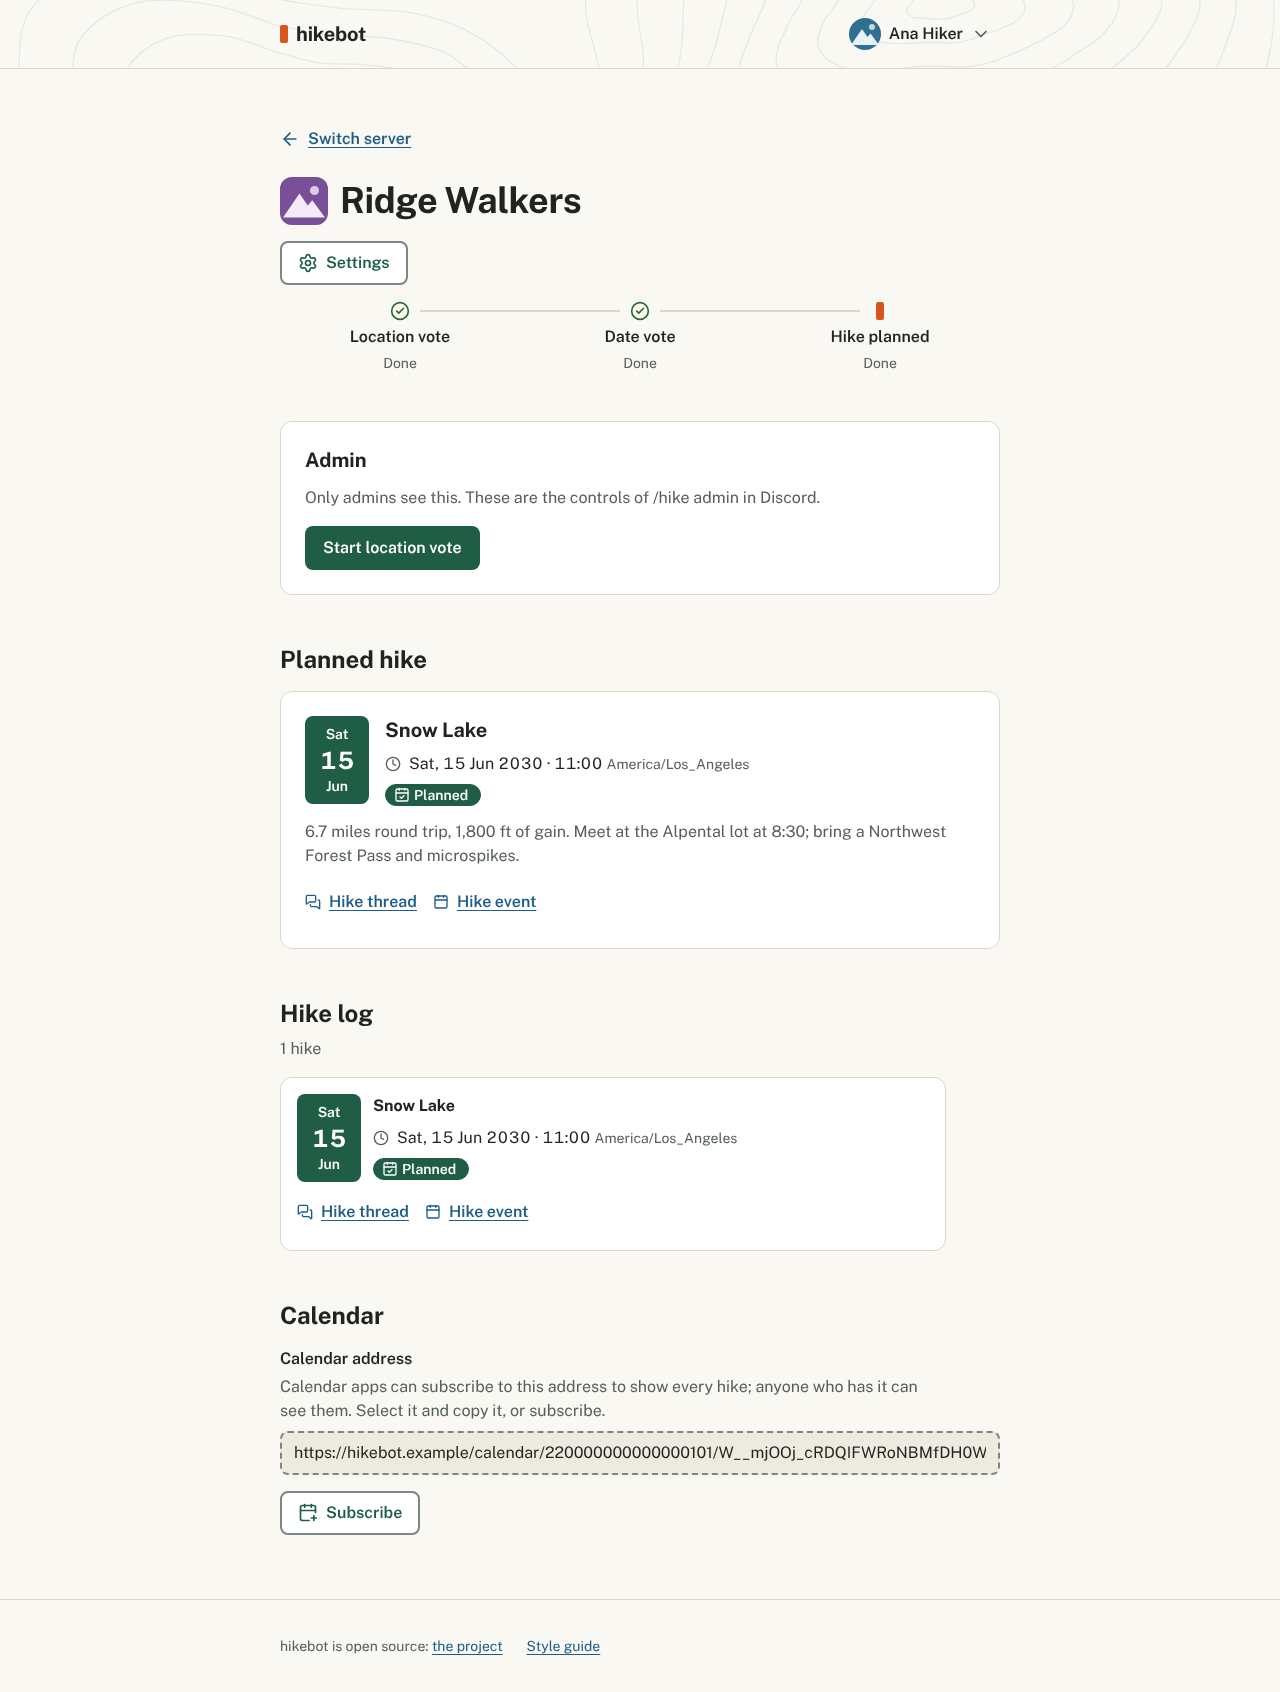 hikebot
Ana Hiker
Switch server
Ridge Walkers
Settings
Location vote
Done
Date vote
Done
Hike planned
Done
Admin
Only admins see this. These are the controls of /hike admin in Discord.
Start location vote
Planned hike
Sat
15
Jun
Snow Lake
Sat, 15 Jun 2030 · 11:00 America/Los_Angeles
Planned
6.7 miles round trip, 1,800 ft of gain. Meet at the Alpental lot at 8:30; bring a Northwest
Forest Pass and microspikes.
Hike thread
Hike event
Hike log
1 hike
Sat
15
Jun
Snow Lake
Sat, 15 Jun 2030 · 11:00 America/Los_Angeles
Planned
Hike thread
Hike event
Calendar
Calendar address
Calendar apps can subscribe to this address to show every hike; anyone who has it can
see them. Select it and copy it, or subscribe.
https://hikebot.example/calendar/220000000000000101/W__mjOOj_cRDQIFWRoNBMfDH0W
Subscribe
hikebot is open source: the project
Style guide